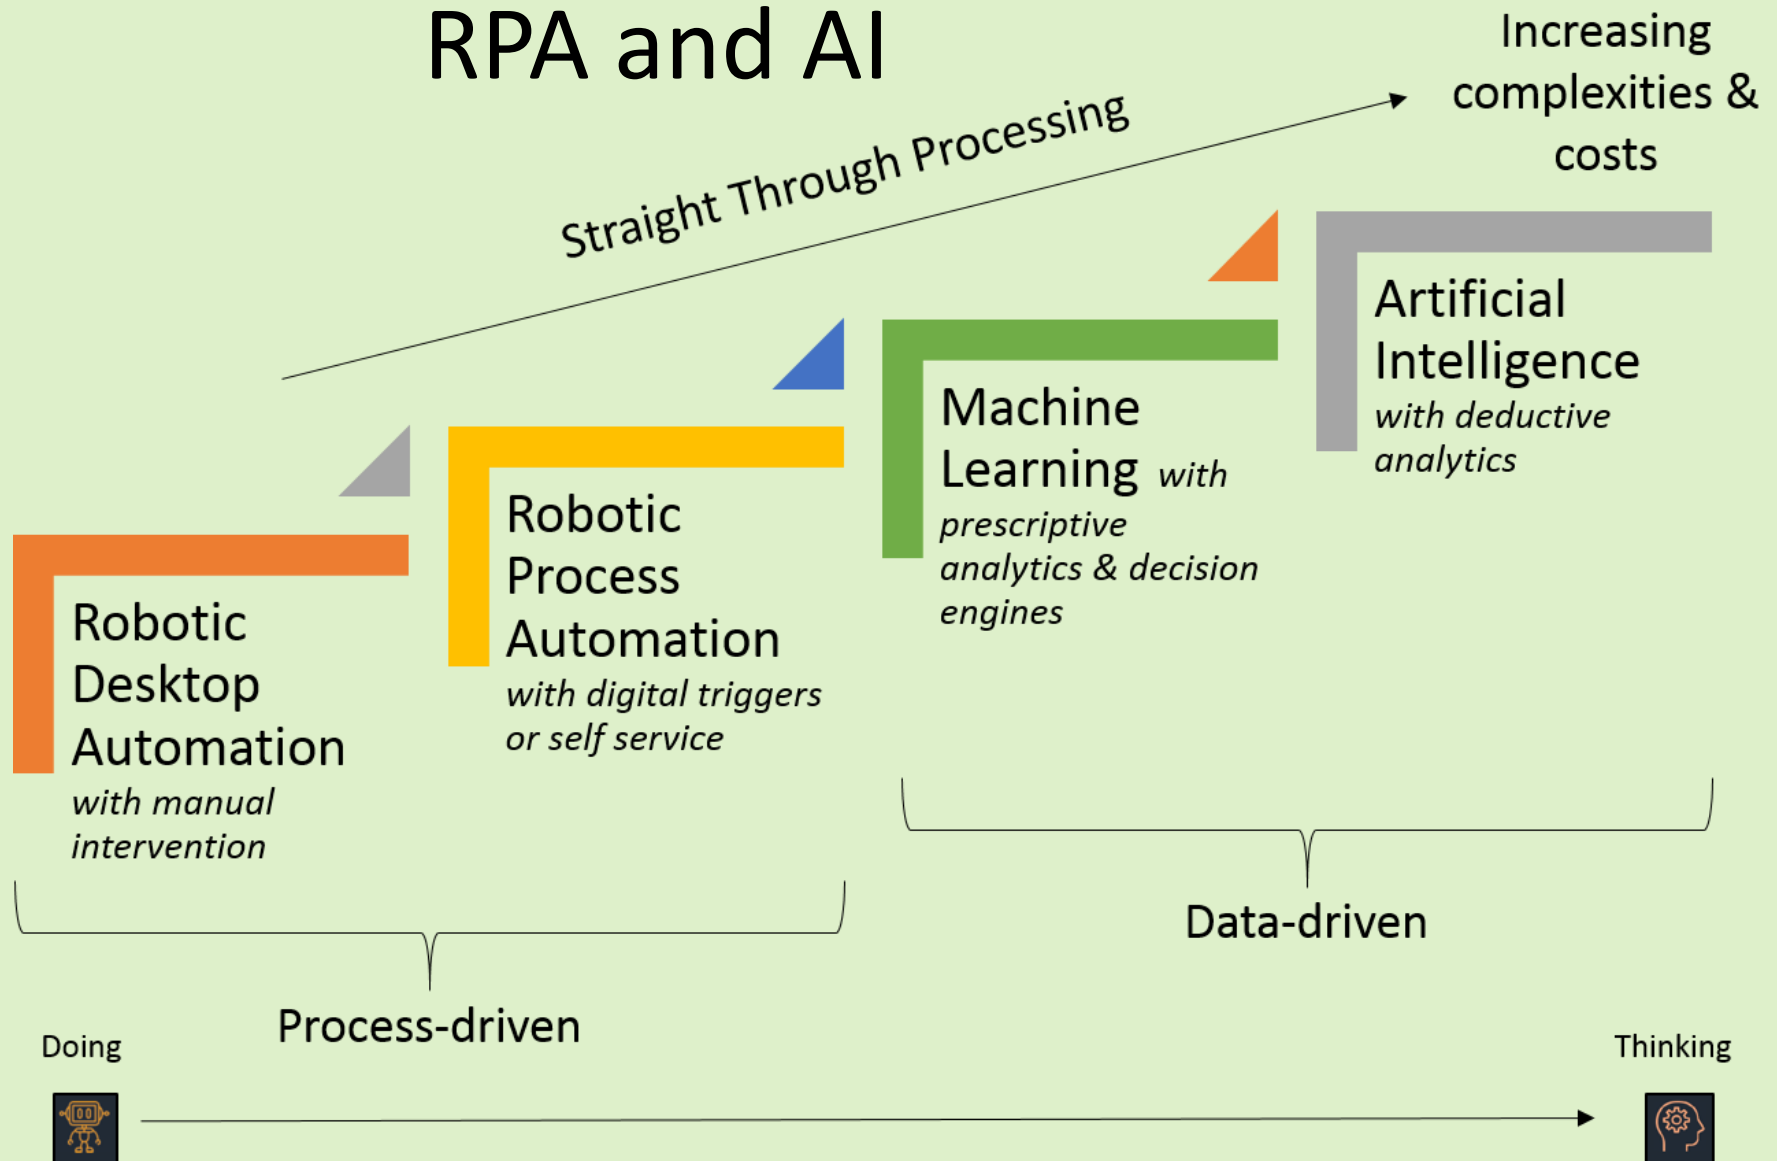 RPA and AI
Increasing
complexities &
costs
Straight Through Processing
Robotic
Desktop
Automation
with manual
intervention
Robotic
Process
Automation
with digital triggers
or self service
Machine
Learning with
prescriptive
analytics & decision
engines
Artificial
Intelligence
with deductive
analytics
Process-driven
Data-driven
Doing
Thinking